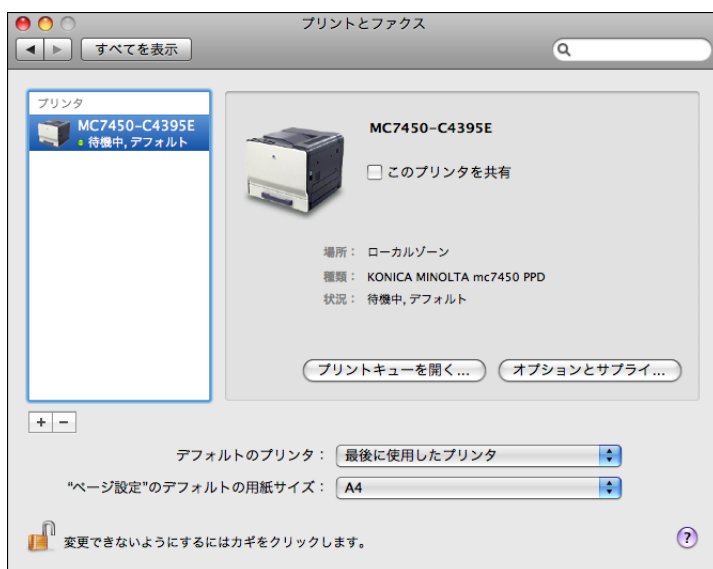 プリントとファクス
すべてを表示
プリンタ
MC7450-C4395E
待機中, デフォルト
MC7450-C4395E
このプリンタを共有
場所： ローカルゾーン
種類： KONICA MINOLTA mc7450 PPD
状況： 待機中, デフォルト
プリントキューを開く...
オプションとサプライ...
+ −
デフォルトのプリンタ： 最後に使用したプリンタ
“ページ設定”のデフォルトの用紙サイズ： A4
変更できないようにするにはカギをクリックします。
?